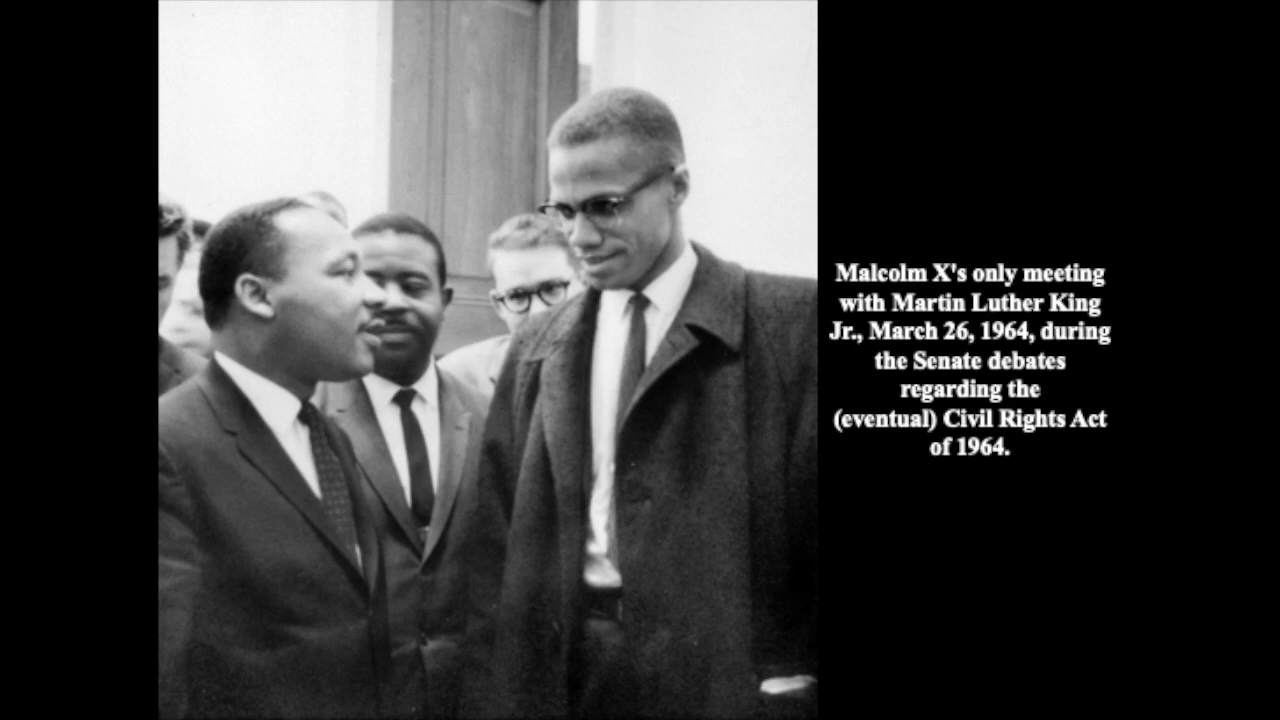 Malcolm X's only meeting
with Martin Luther King
Jr., March 26, 1964, during
the Senate debates
regarding the
(eventual) Civil Rights Act
of 1964.